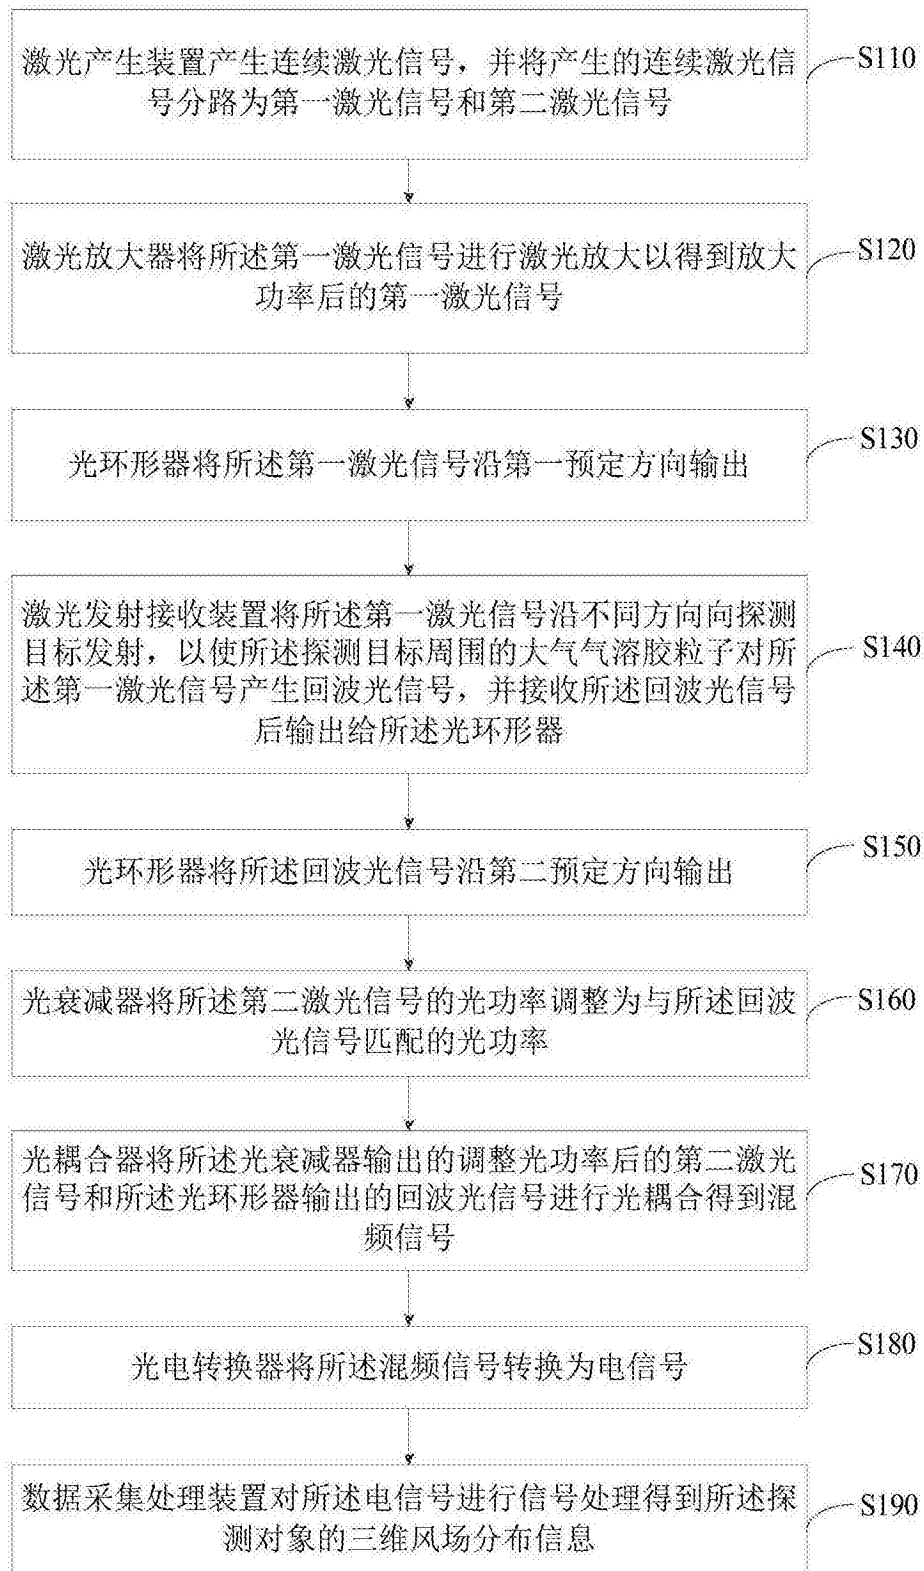 激光产生装置产生连续激光信号，并将产生的连续激光信
号分路为第一激光信号和第二激光信号
S110
激光放大器将所述第一激光信号进行激光放大以得到放大
功率后的第一激光信号
S120
光环形器将所述第一激光信号沿第一预定方向输出
S130
激光发射接收装置将所述第一激光信号沿不同方向向探测
目标发射，以使所述探测目标周围的大气气溶胶粒子对所
述第一激光信号产生回波光信号，并接收所述回波光信号
后输出给所述光环形器
S140
光环形器将所述回波光信号沿第二预定方向输出
S150
光衰减器将所述第二激光信号的光功率调整为与所述回波
光信号匹配的光功率
S160
光耦合器将所述光衰减器输出的调整光功率后的第二激光
信号和所述光环形器输出的回波光信号进行光耦合得到混
频信号
S170
光电转换器将所述混频信号转换为电信号
S180
数据采集处理装置对所述电信号进行信号处理得到所述探
测对象的三维风场分布信息
S190